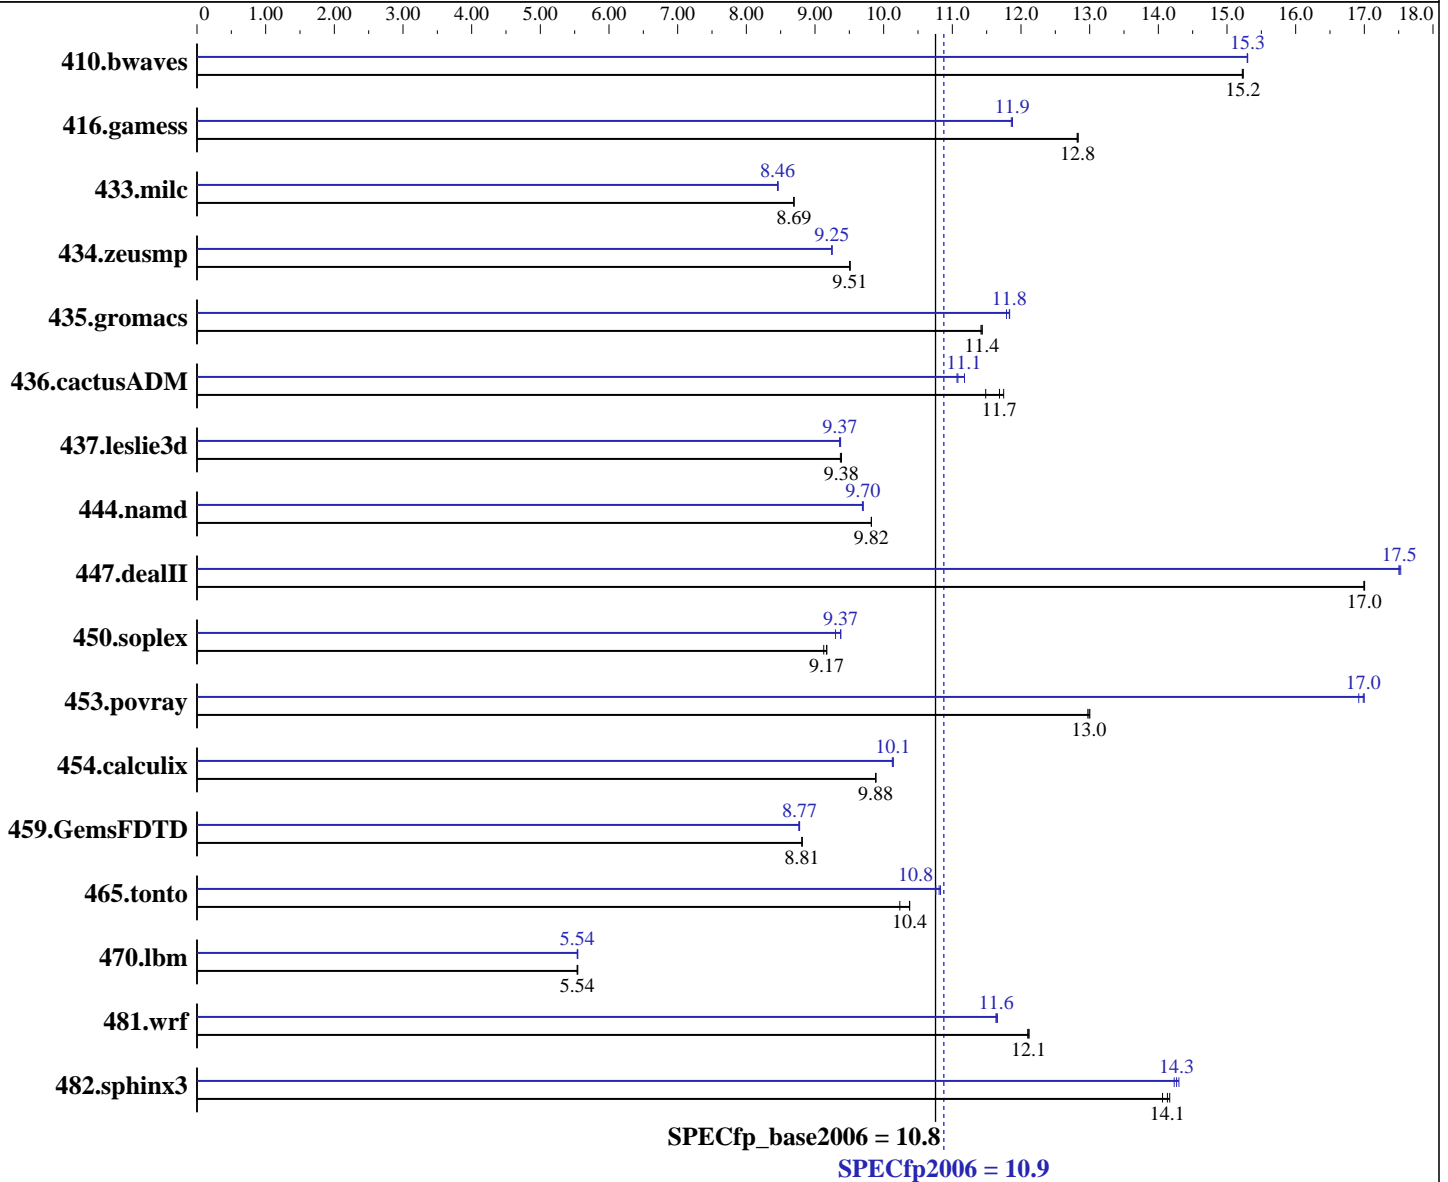 0 1.00 2.00 3.00 4.00 5.00 6.00 7.00 8.00 9.00 10.0 11.0 12.0 13.0 14.0 15.0 16.0 17.0 18.0
15.3
410.bwaves
15.2
11.9
416.gamess
12.8
8.46
433.milc
8.69
9.25
434.zeusmp
9.51
11.8
435.gromacs
11.4
11.1
436.cactusADM
11.7
9.37
437.leslie3d
9.38
9.70
444.namd
9.82
17.5
447.dealII
17.0
9.37
450.soplex
9.17
17.0
453.povray
13.0
10.1
454.calculix
9.88
8.77
459.GemsFDTD
8.81
10.8
465.tonto
10.4
5.54
470.lbm
5.54
11.6
481.wrf
12.1
14.3
482.sphinx3
14.1
SPECfp_base2006 = 10.8
SPECfp2006 = 10.9